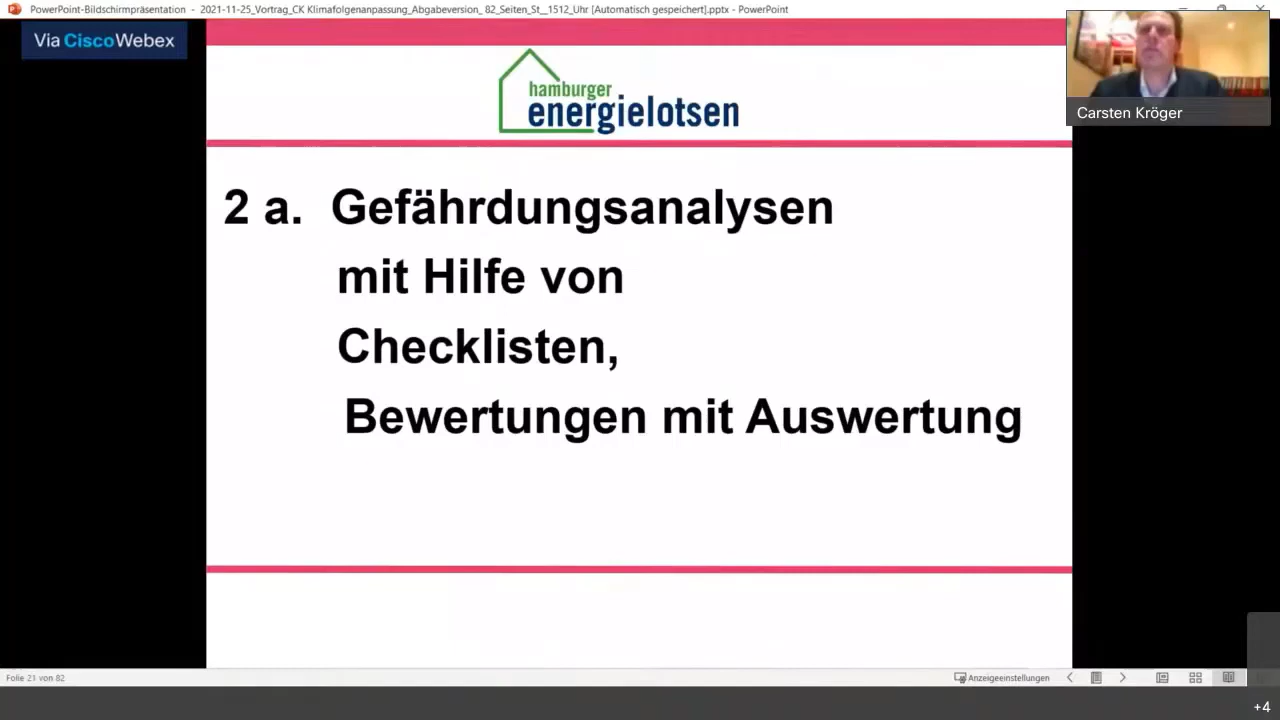 PowerPoint-Bildschirmpräsentation - 2021-11-25_Vortrag_CK Klimafolgenanpassung_Abgabeversion_ 82_Seiten_St__1512_Uhr [Automatisch gespeichert].pptx - PowerPoint
Via Cisco Webex
hamburger
energielotsen
Carsten Kröger
2 a. Gefährdungsanalysen
mit Hilfe von
Checklisten,
Bewertungen mit Auswertung
Folie 21 von 82
Anzeigeeinstellungen
+4